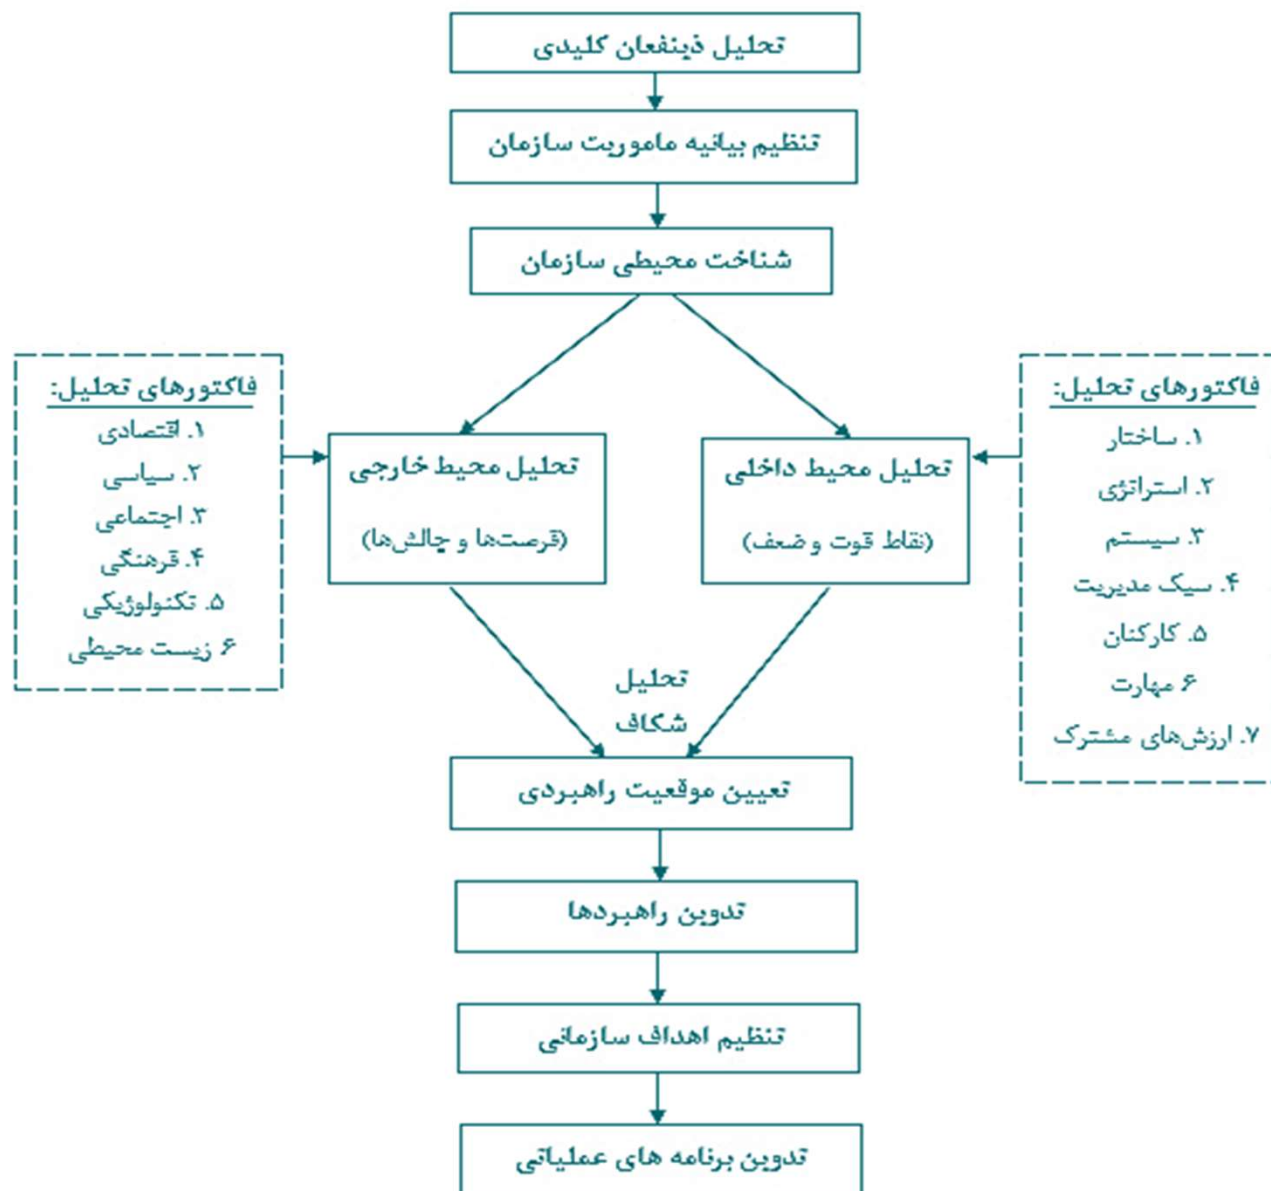 تحلیل ذینفعان کلیدی
تنظیم بیانیه ماموریت سازمان
شناخت محیطی سازمان
فاکتورهای تحلیل:
۱. ساختار
۲. استراتژی
۳. سیستم
۴. سبک مدیریت
۵. کارکنان
۶. مهارت
۷. ارزش‌های مشترک
تحلیل محیط داخلی
(نقاط قوت و ضعف)
تحلیل محیط خارجی
(فرصت‌ها و چالش‌ها)
فاکتورهای تحلیل:
۱. اقتصادی
۲. سیاسی
۳. اجتماعی
۴. فرهنگی
۵. تکنولوژیکی
۶. زیست محیطی
تحلیل
شکاف
تعیین موقعیت راهبردی
تدوین راهبردها
تنظیم اهداف سازمانی
تدوین برنامه های عملیاتی